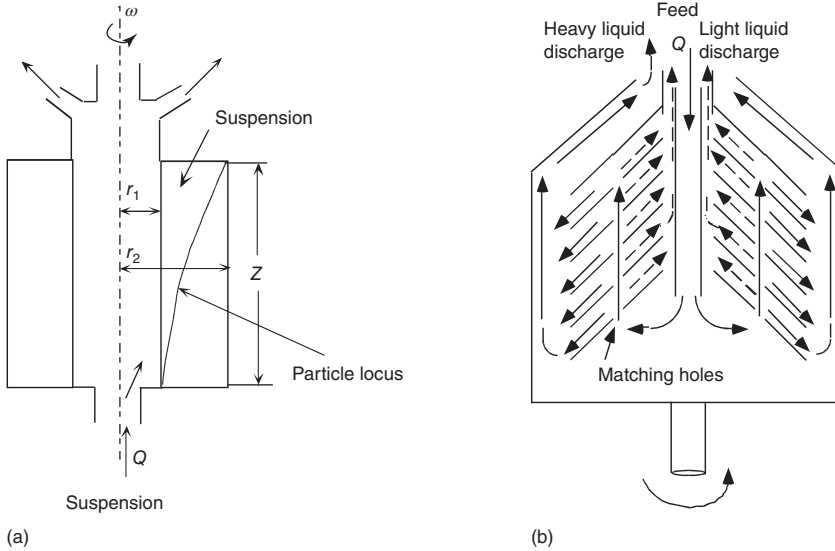 ω
Suspension
r1
r2
Z
Particle locus
Q
Suspension
(a)
Feed
Heavy liquid
discharge
Q
Light liquid
discharge
Matching holes
(b)